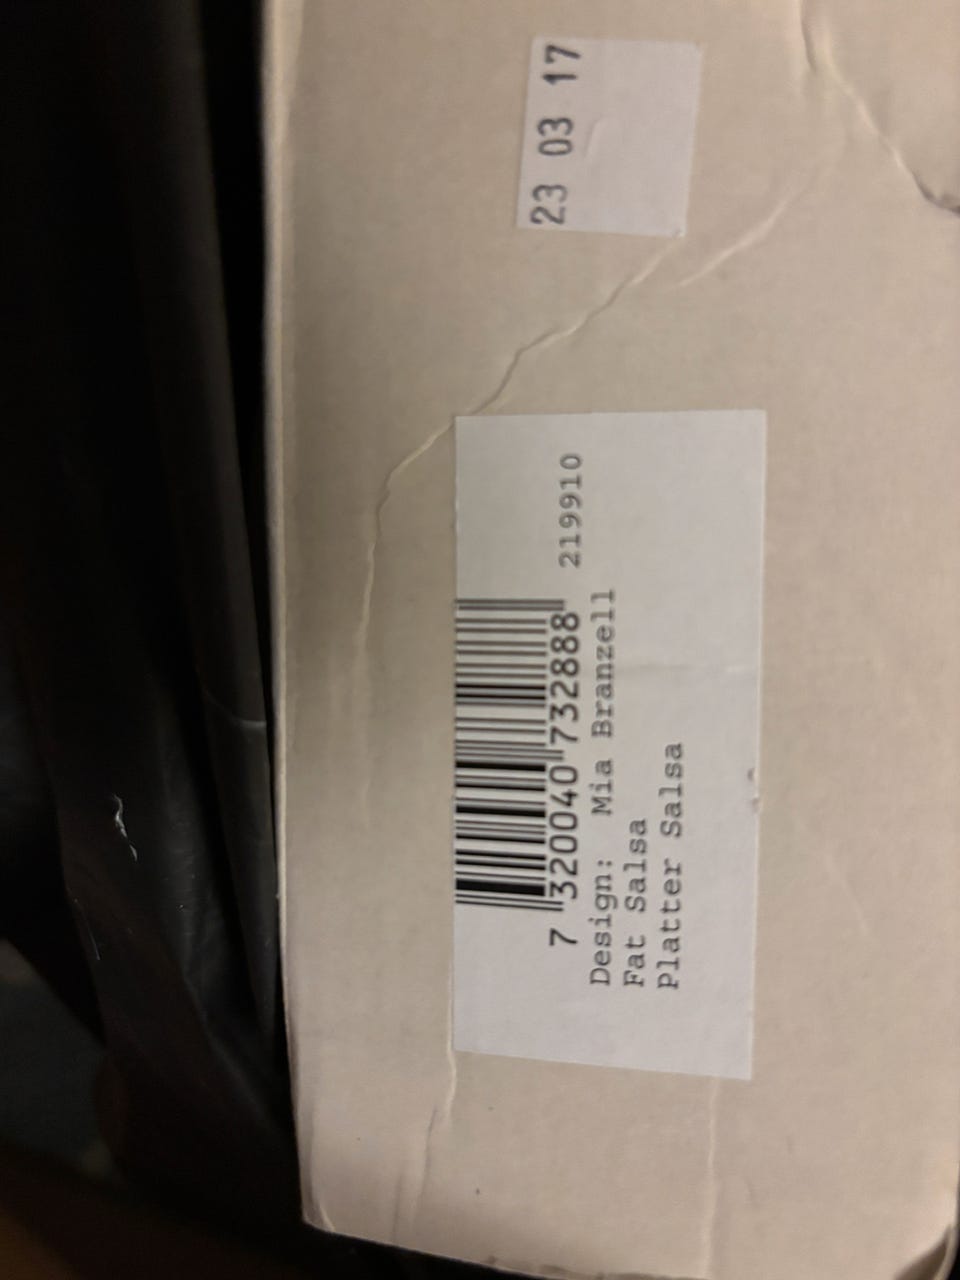 7 320040 732888 219910
Design: Mia Branzell
Fat Salsa
Platter Salsa
23 03 17